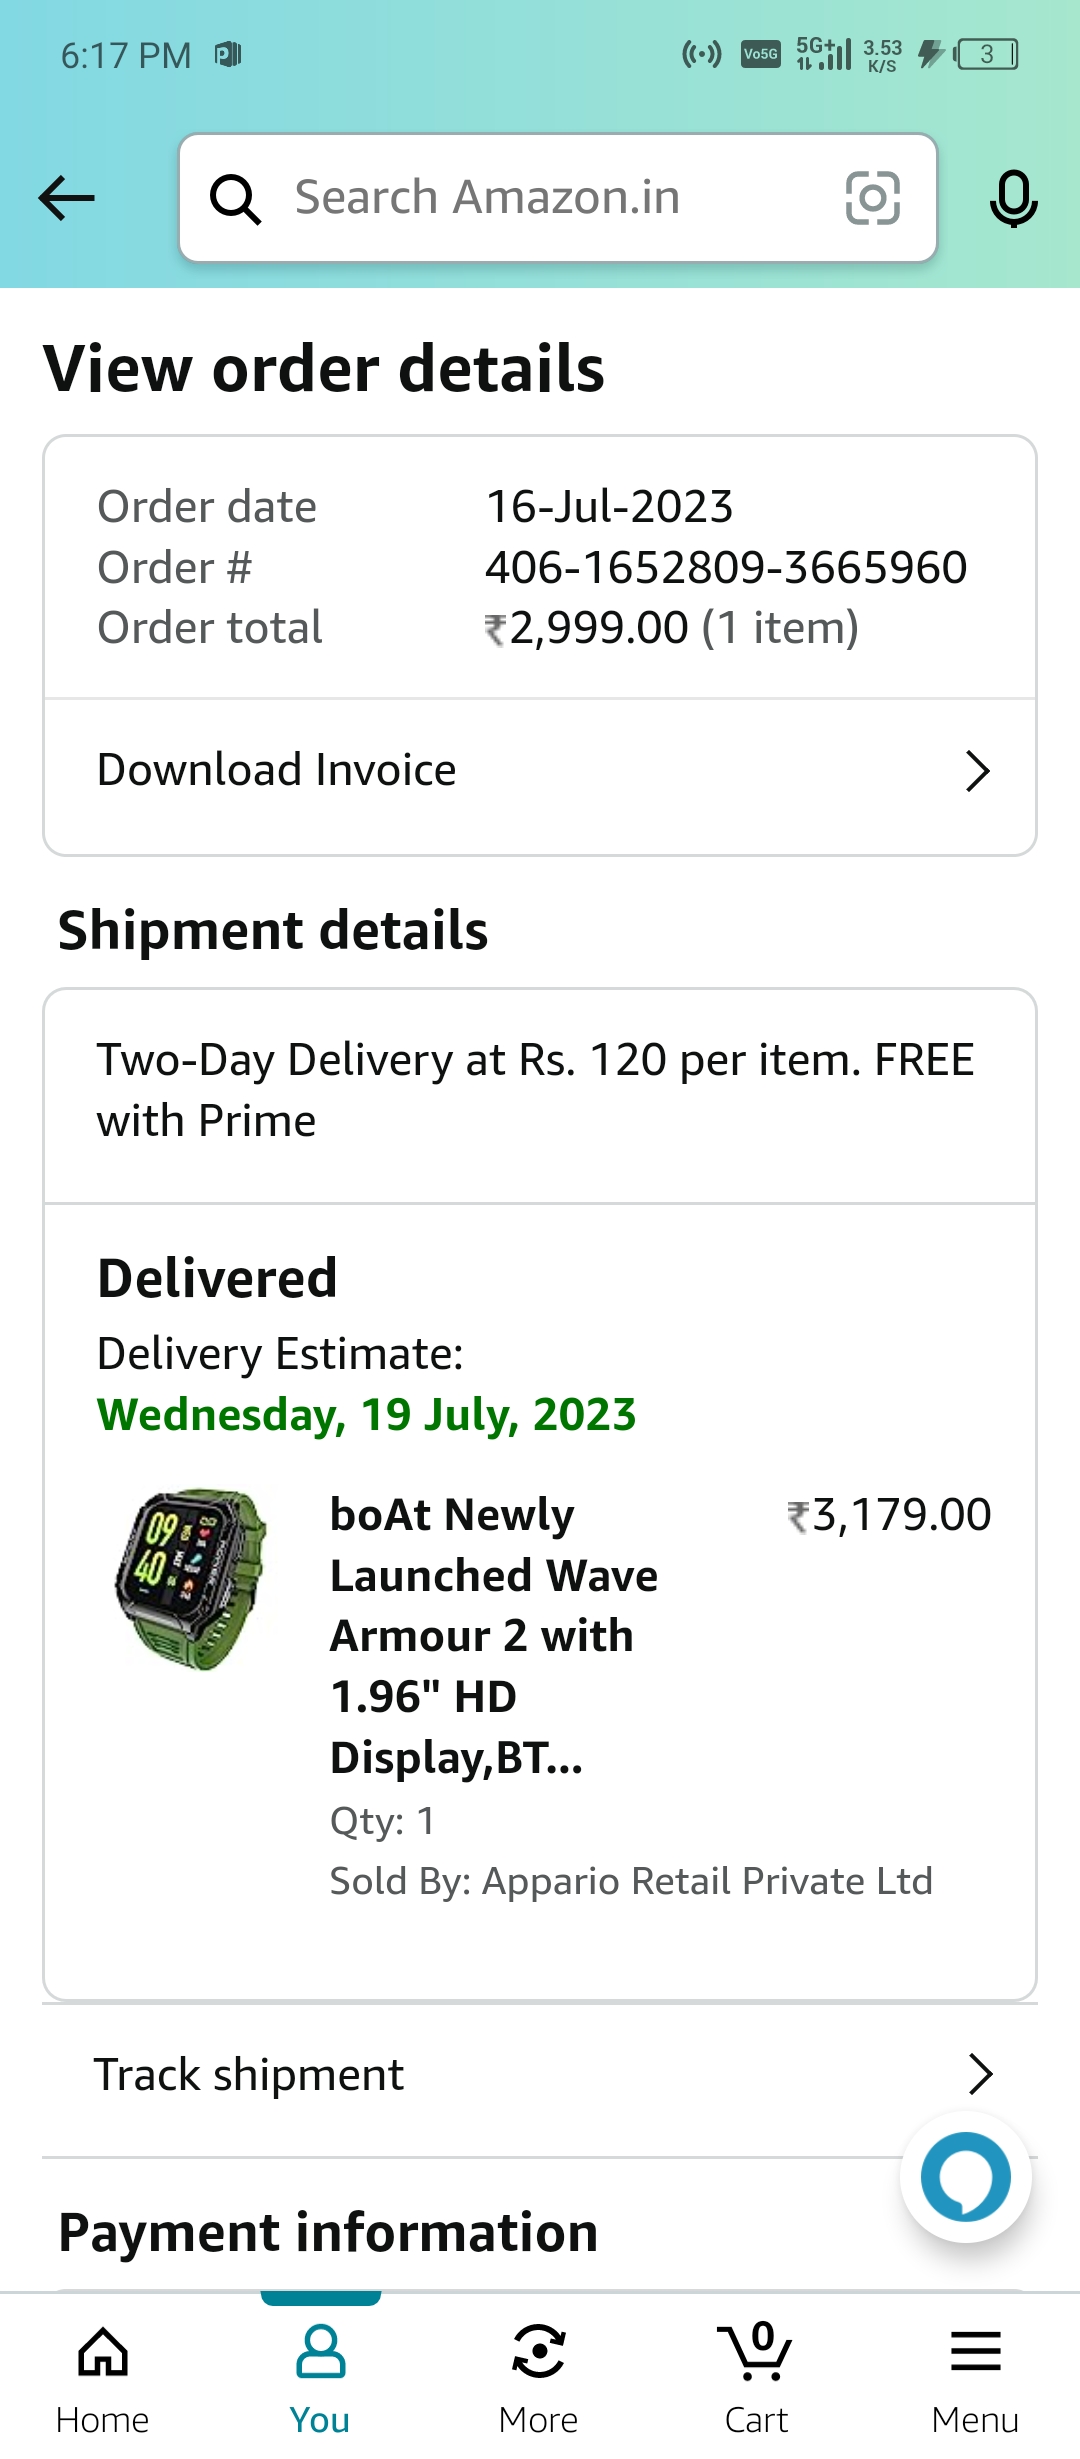 6:17 PM
Vo5G 5G+ 3.53 K/S 3
Search Amazon.in
View order details
Order date 16-Jul-2023
Order # 406-1652809-3665960
Order total ₹2,999.00 (1 item)
Download Invoice
Shipment details
Two-Day Delivery at Rs. 120 per item. FREE
with Prime
Delivered
Delivery Estimate:
Wednesday, 19 July, 2023
09
40
boAt Newly ₹3,179.00
Launched Wave
Armour 2 with
1.96" HD
Display,BT...
Qty: 1
Sold By: Appario Retail Private Ltd
Track shipment
Payment information
0
Home You More Cart Menu